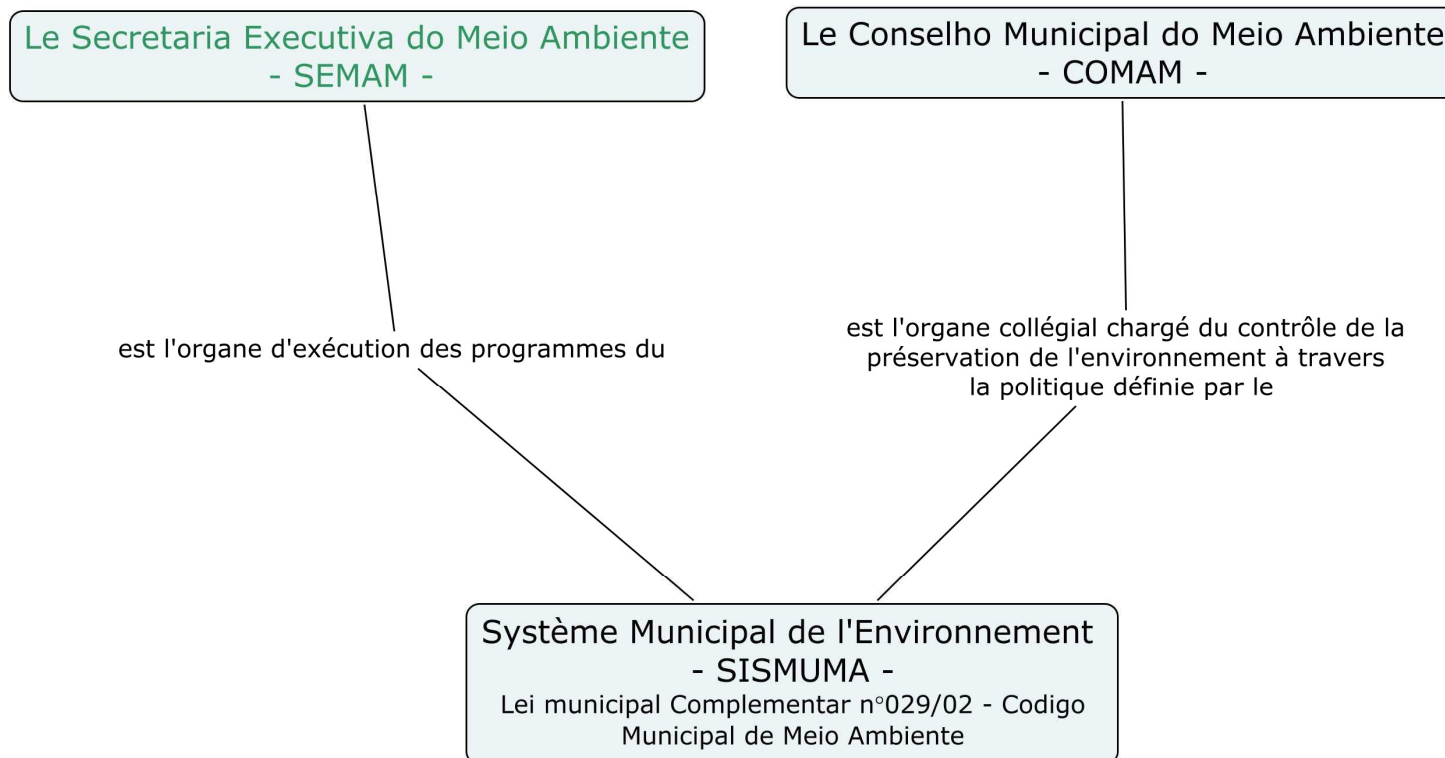 Le Secretaria Executiva do Meio Ambiente
- SEMAM -
Le Conselho Municipal do Meio Ambiente
- COMAM -
est l'organe d'exécution des programmes du
est l'organe collégial chargé du contrôle de la
préservation de l'environnement à travers
la politique définie par le
Système Municipal de l'Environnement
- SISMUMA -
Lei municipal Complementar n°029/02 - Codigo
Municipal de Meio Ambiente